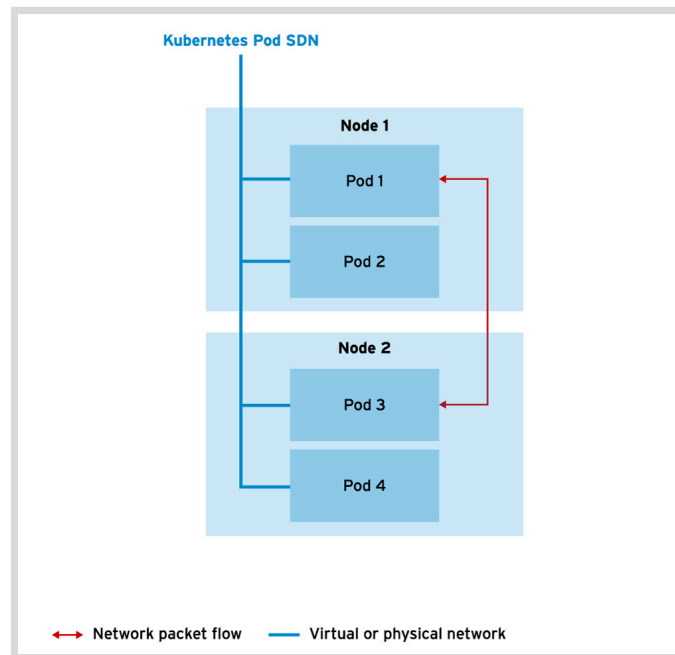 Kubernetes Pod SDN
Node 1
Pod 1
Pod 2
Node 2
Pod 3
Pod 4
Network packet flow
Virtual or physical network